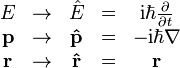 E → Ê = iħ ∂/∂t
p → p̂ = −iħ∇
r → r̂ = r